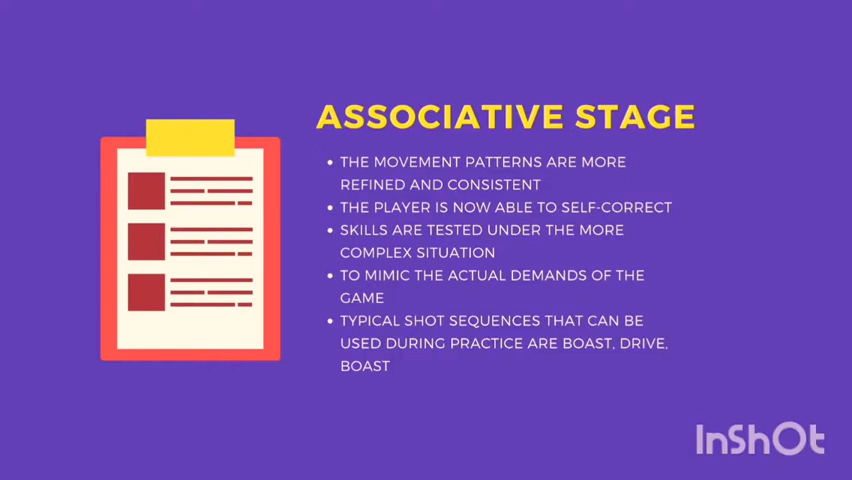 ASSOCIATIVE STAGE
• THE MOVEMENT PATTERNS ARE MORE
REFINED AND CONSISTENT
• THE PLAYER IS NOW ABLE TO SELF-CORRECT
• SKILLS ARE TESTED UNDER THE MORE
COMPLEX SITUATION
• TO MIMIC THE ACTUAL DEMANDS OF THE
GAME
• TYPICAL SHOT SEQUENCES THAT CAN BE
USED DURING PRACTICE ARE BOAST, DRIVE,
BOAST
InShOt